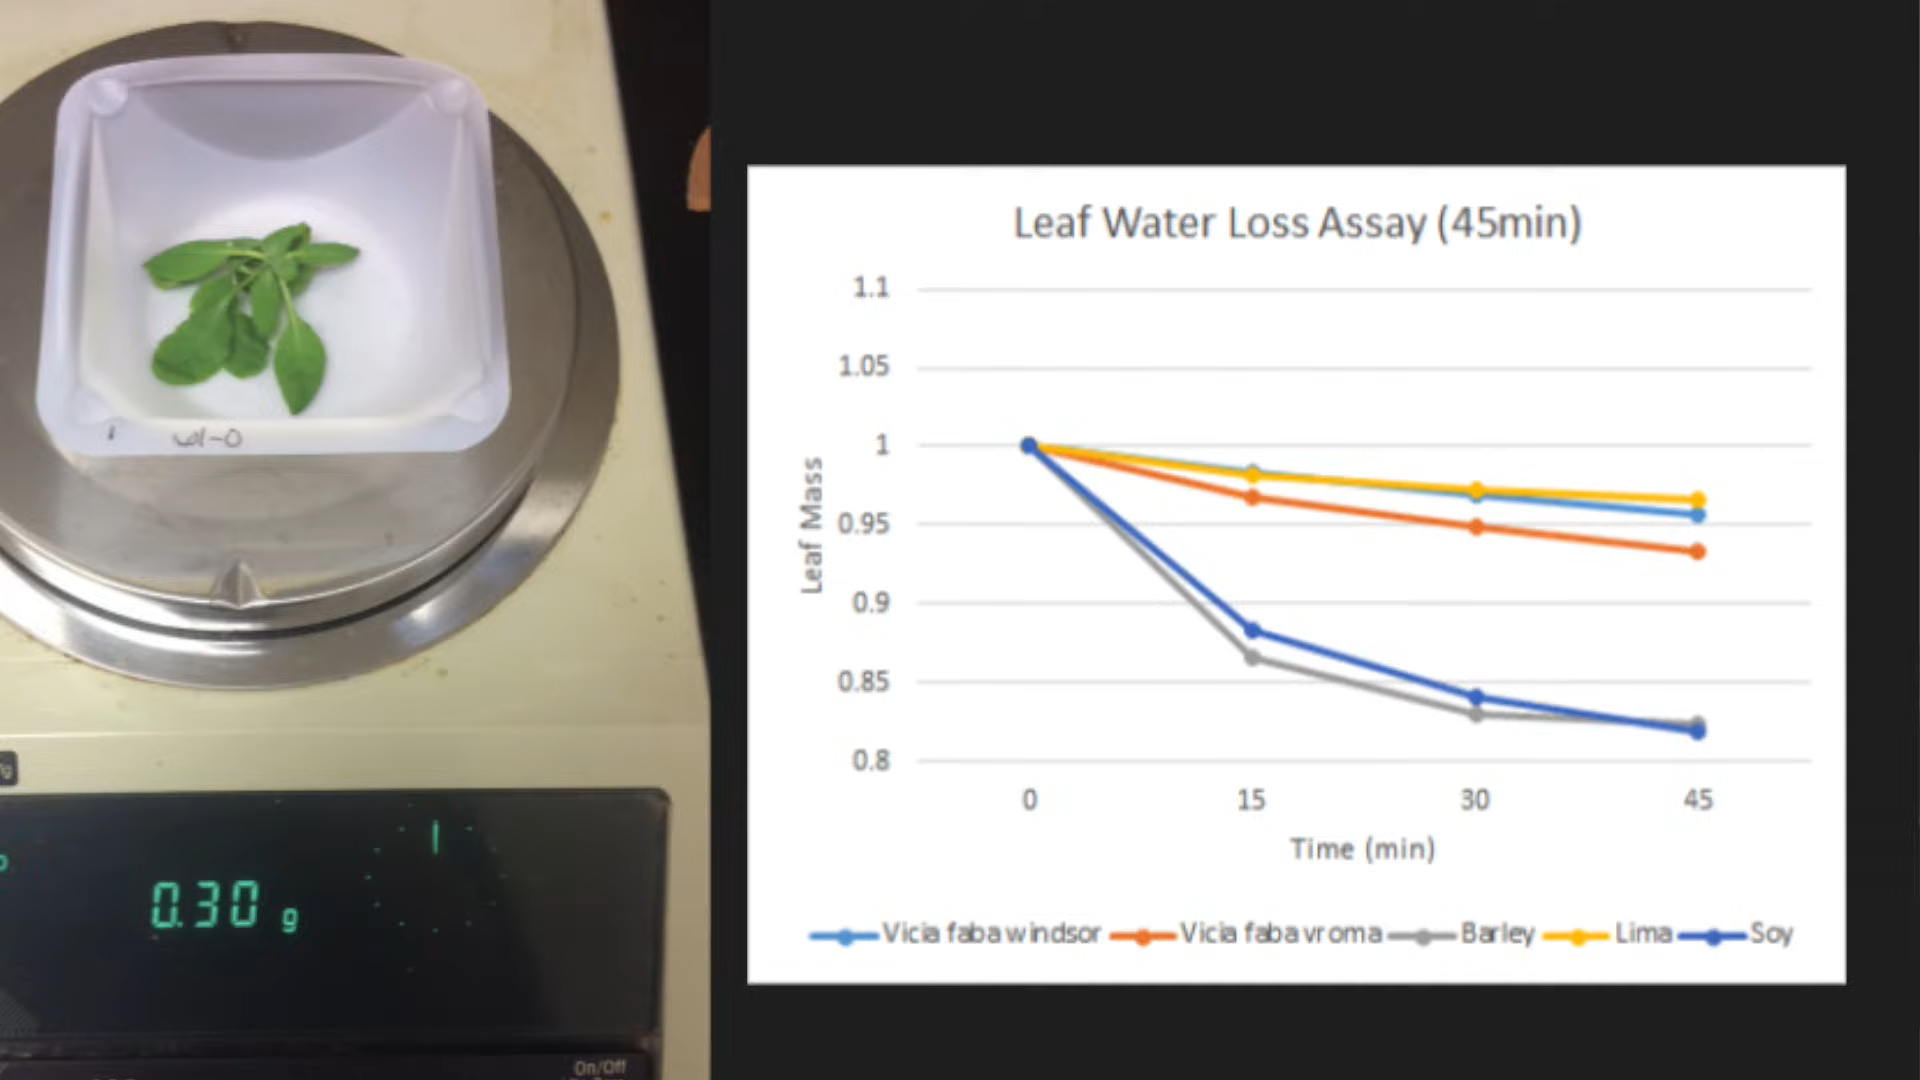 1 Col-0
0.30 g
On/Off
Leaf Water Loss Assay (45min)
1.1
1.05
1
0.95
0.9
0.85
0.8
Leaf Mass
0 15 30 45
Time (min)
Vicia faba windsor Vicia faba vroma Barley Lima Soy